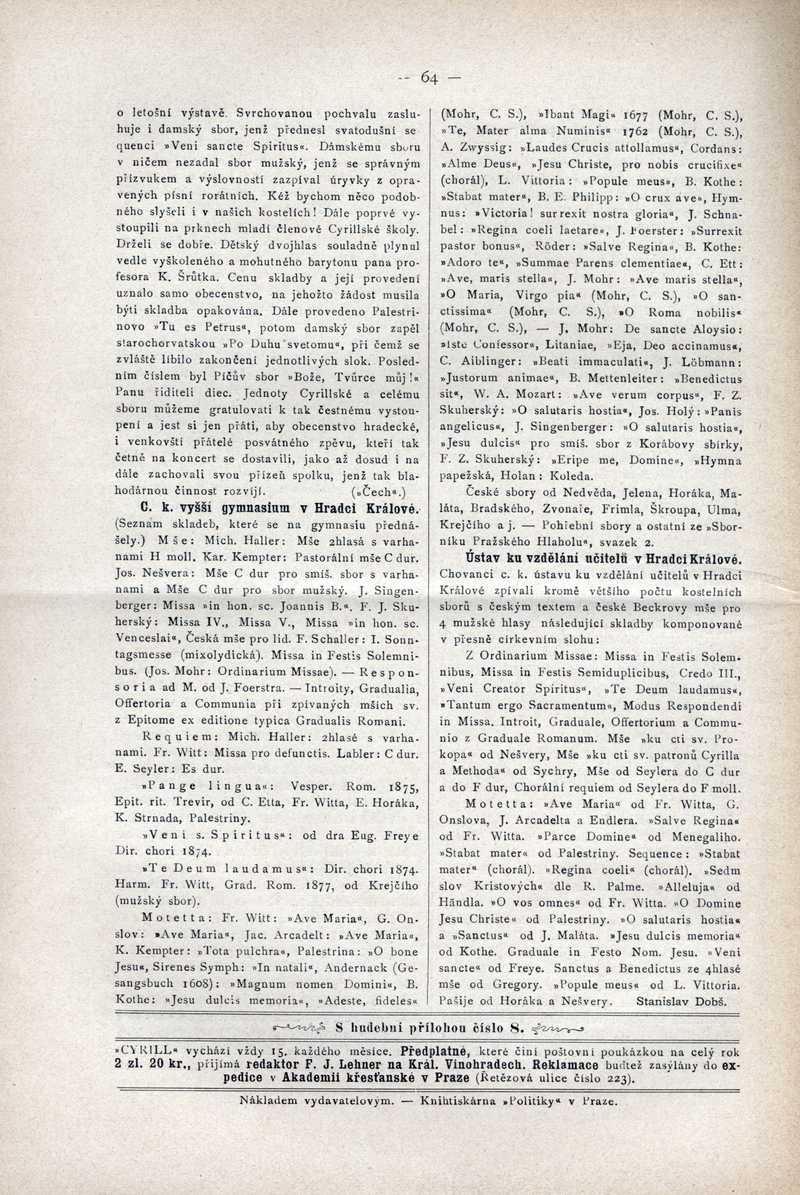 -- 64 —
o letošní výstavě. Svrchovanou pochvalu zaslu-
huje i damský sbor, jenž přednesl svatodušní se
quenci »Veni sancte Spiritus«. Dámskému sboru
v ničem nezadal sbor mužský, jenž se správným
přízvukem a výslovností zazpíval úryvky z opra-
vených písní rorátních. Kéž bychom něco podob-
ného slyšeli i v našich kostelích! Dále poprvé vy-
stoupili na prknech mladí členové Cyrillské školy.
Drželi se dobře. Dětský dvojhlas souladně plynul
vedle vyškoleného a mohutného barytonu pana pro-
fesora K. Šrůtka. Cenu skladby a její provedení
uznalo samo obecenstvo, na jehožto žádost musila
býti skladba opakována. Dále provedeno Palestri-
novo »Tu es Petrus«, potom damský sbor zapěl
starochorvatskou »Po Duhu svetomu«, při čemž se
zvláště líbilo zakončení jednotlivých slok. Posled-
ním číslem byl Píčův sbor »Bože, Tvůrce můj!«
Panu řiditeli diec. Jednoty Cyrillské a celému
sboru můžeme gratulovati k tak čestnému vystou-
pení a jest si jen přáti, aby obecenstvo hradecké,
i venkovští přátelé posvátného zpěvu, kteří tak
četně na koncert se dostavili, jako až dosud i na
dále zachovali svou přízeň spolku, jenž tak bla-
hodárnou činnost rozvíjí. (»Čech«.)
C. k. vyšší gymnasium v Hradci Králové.
(Seznam skladeb, které se na gymnasiu předná-
šely.) Mše: Mich. Haller: Mše 2hlasá s varha-
nami H moll. Kar. Kempter: Pastorální mše C dur.
Jos. Nešvera: Mše C dur pro smíš. sbor s varha-
nami a Mše C dur pro sbor mužský. J. Singen-
berger: Missa »in hon. sc. Joannis B.«. F. J. Sku-
herský: Missa IV., Missa V., Missa »in hon. sc.
Venceslai«, Česká mše pro lid. F. Schaller: I. Sonn-
tagsmesse (mixolydická). Missa in Festis Solemni-
bus. (Jos. Mohr: Ordinarium Missae). — Respon-
soria ad M. od J. Foerstra. — Introity, Gradualia,
Offertoria a Communia při zpívaných mších sv.
z Epitome ex editione typica Gradualis Romani.
Requiem: Mich. Haller: 2hlasé s varha-
nami. Fr. Witt: Missa pro defunctis. Labler: C dur.
E. Seyler: Es dur.
»Pange lingua«: Vesper. Rom. 1875,
Epit. rit. Trevir, od C. Etta, Fr. Witta, E. Horáka,
K. Strnada, Palestriny.
»Veni s. Spiritus«: od dra Eug. Freye
Dir. chori 1874.
»Te Deum laudamus«: Dir. chori 1874.
Harm. Fr. Witt, Grad. Rom. 1877, od Krejčího
(mužský sbor).
Motetta: Fr. Witt: »Ave Maria«, G. On-
slov: »Ave Maria«, Jac. Arcadelt: »Ave Maria«,
K. Kempter: »Tota pulchra«, Palestrina: »O bone
Jesu«, Sirenes Symph: »In natali«, Andernack (Ge-
sangsbuch 1608): »Magnum nomen Domini«, B.
Kothe: »Jesu dulcis memoria«, »Adeste, fideles«
(Mohr, C. S.), »Ibant Magi« 1677 (Mohr, C. S.),
»Te, Mater alma Numinis« 1762 (Mohr, C. S.),
A. Zwyssig: »Laudes Crucis attollamus«, Cordans:
»Alme Deus«, »Jesu Christe, pro nobis crucifixe«
(chorál), L. Vittoria: »Popule meus«, B. Kothe:
»Stabat mater«, B. E. Philipp: »O crux ave«, Hym-
nus: »Victoria! surrexit nostra gloria«, J. Schna-
bel: »Regina coeli laetare«, J. Foerster: »Surrexit
pastor bonus«, Röder: »Salve Regina«, B. Kothe:
»Adoro te«, »Summae Parens clementiae«, C. Ett:
»Ave, maris stella«, J. Mohr: »Ave maris stella«,
»O Maria, Virgo pia« (Mohr, C. S.), »O san-
ctissima« (Mohr, C. S.), »O Roma nobilis«
(Mohr, C. S.), — J. Mohr: De sancte Aloysio:
»Iste Confessor«, Litaniae, »Eja, Deo accinamus«,
C. Aiblinger: »Beati immaculati«, J. Löbmann:
»Justorum animae«, B. Mettenleiter: »Benedictus
sit«, W. A. Mozart: »Ave verum corpus«, F. Z.
Skuherský: »O salutaris hostia«, Jos. Holý: »Panis
angelicus«, J. Singenberger: »O salutaris hostia«,
»Jesu dulcis« pro smíš. sbor z Korábovy sbírky,
F. Z. Skuherský: »Eripe me, Domine«, »Hymna
papežská, Holan: Koleda.
České sbory od Nedvěda, Jelena, Horáka, Ma-
láta, Bradského, Zvonaře, Frimla, Škroupa, Ulma,
Krejčího a j. — Pohřební sbory a ostatní ze »Sbor-
níku Pražského Hlaholu«, svazek 2.
Ústav ku vzdělání učitelů v Hradci Králové.
Chovanci c. k. ústavu ku vzdělání učitelů v Hradci
Králové zpívali kromě většího počtu kostelních
sborů s českým textem a české Beckrovy mše pro
4 mužské hlasy následující skladby komponované
v přesně církevním slohu:
Z Ordinarium Missae: Missa in Festis Solem-
nibus, Missa in Festis Semiduplicibus, Credo III.,
»Veni Creator Spiritus«, »Te Deum laudamus«,
»Tantum ergo Sacramentum«, Modus Respondendi
in Missa. Introit, Graduale, Offertorium a Commu-
nio z Graduale Romanum. Mše »ku cti sv. Pro-
kopa« od Nešvery, Mše »ku cti sv. patronů Cyrilla
a Methoda« od Sychry, Mše od Seylera do C dur
a do F dur, Chorální requiem od Seylera do F moll.
Motetta: »Ave Maria« od Fr. Witta, G.
Onslova, J. Arcadelta a Endlera. »Salve Regina«
od Fr. Witta. »Parce Domine« od Menegaliho.
»Stabat mater« od Palestriny. Sequence: »Stabat
mater« (chorál). »Regina coeli« (chorál). »Sedm
slov Kristových« dle R. Palme. »Alleluja« od
Händla. »O vos omnes« od Fr. Witta. »O Domine
Jesu Christe« od Palestriny. »O salutaris hostia«
a »Sanctus« od J. Maláta. »Jesu dulcis memoria«
od Kothe. Graduale in Festo Nom. Jesu. »Veni
sancte« od Freye. Sanctus a Benedictus ze 4hlasé
mše od Gregory. »Popule meus« od L. Vittoria.
Pašije od Horáka a Nešvery. Stanislav Dobš.
S hudební přílohou číslo 8.
»CYRILL« vychází vždy 15. každého měsíce. Předplatné, které činí poštovní poukázkou na celý rok
2 zl. 20 kr., přijímá redaktor F. J. Lehner na Král. Vinohradech. Reklamace buďtež zasýlány do ex-
pedice v Akademii křesťanské v Praze (Řetězová ulice číslo 223).
Nákladem vydavatelovým. — Knihtiskárna »Politiky« v Praze.